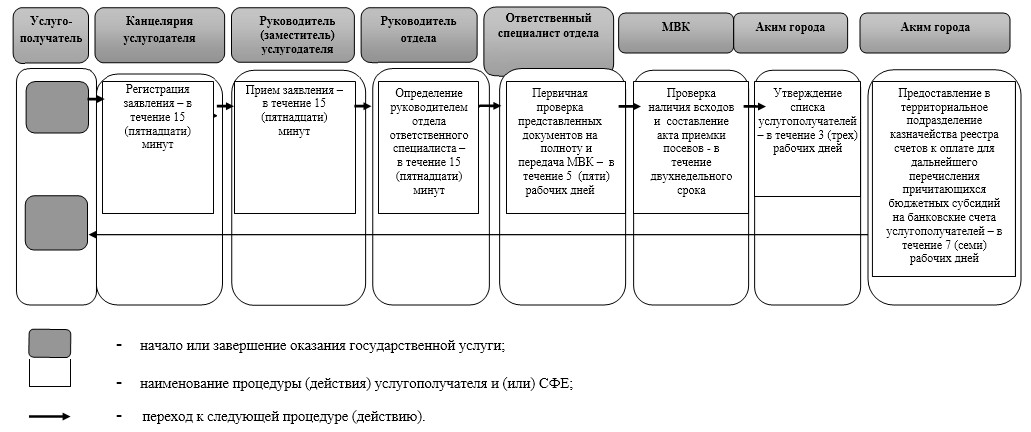 Услуго-
получатель
Канцелярия
услугодателя
Руководитель
(заместитель)
услугодателя
Руководитель
отдела
Ответственный
специалист отдела
МВК
Аким города
Аким города
Регистрация
заявления – в
течение 15
(пятнадцати)
минут
Прием заявления –
в течение 15
(пятнадцати)
минут
Определение
руководителем
отдела
ответственного
специалиста –
в течение 15
(пятнадцати)
минут
Первичная
проверка
представленных
документов на
полноту и
передача МВК – в
течение 5 (пяти)
рабочих дней
Проверка
наличия всходов
и составление
акта приемки
посевов - в
течение
двухнедельного
срока
Утверждение
списка
услугополучателей
– в течение 3 (трех)
рабочих дней
Предоставление в
территориальное
подразделение
казначейства реестра
счетов к оплате для
дальнейшего
перечисления
причитающихся
бюджетных субсидий
на банковские счета
услугополучателей – в
течение 7 (семи)
рабочих дней
- начало или завершение оказания государственной услуги;
- наименование процедуры (действия) услугополучателя и (или) СФЕ;
- переход к следующей процедуре (действию).